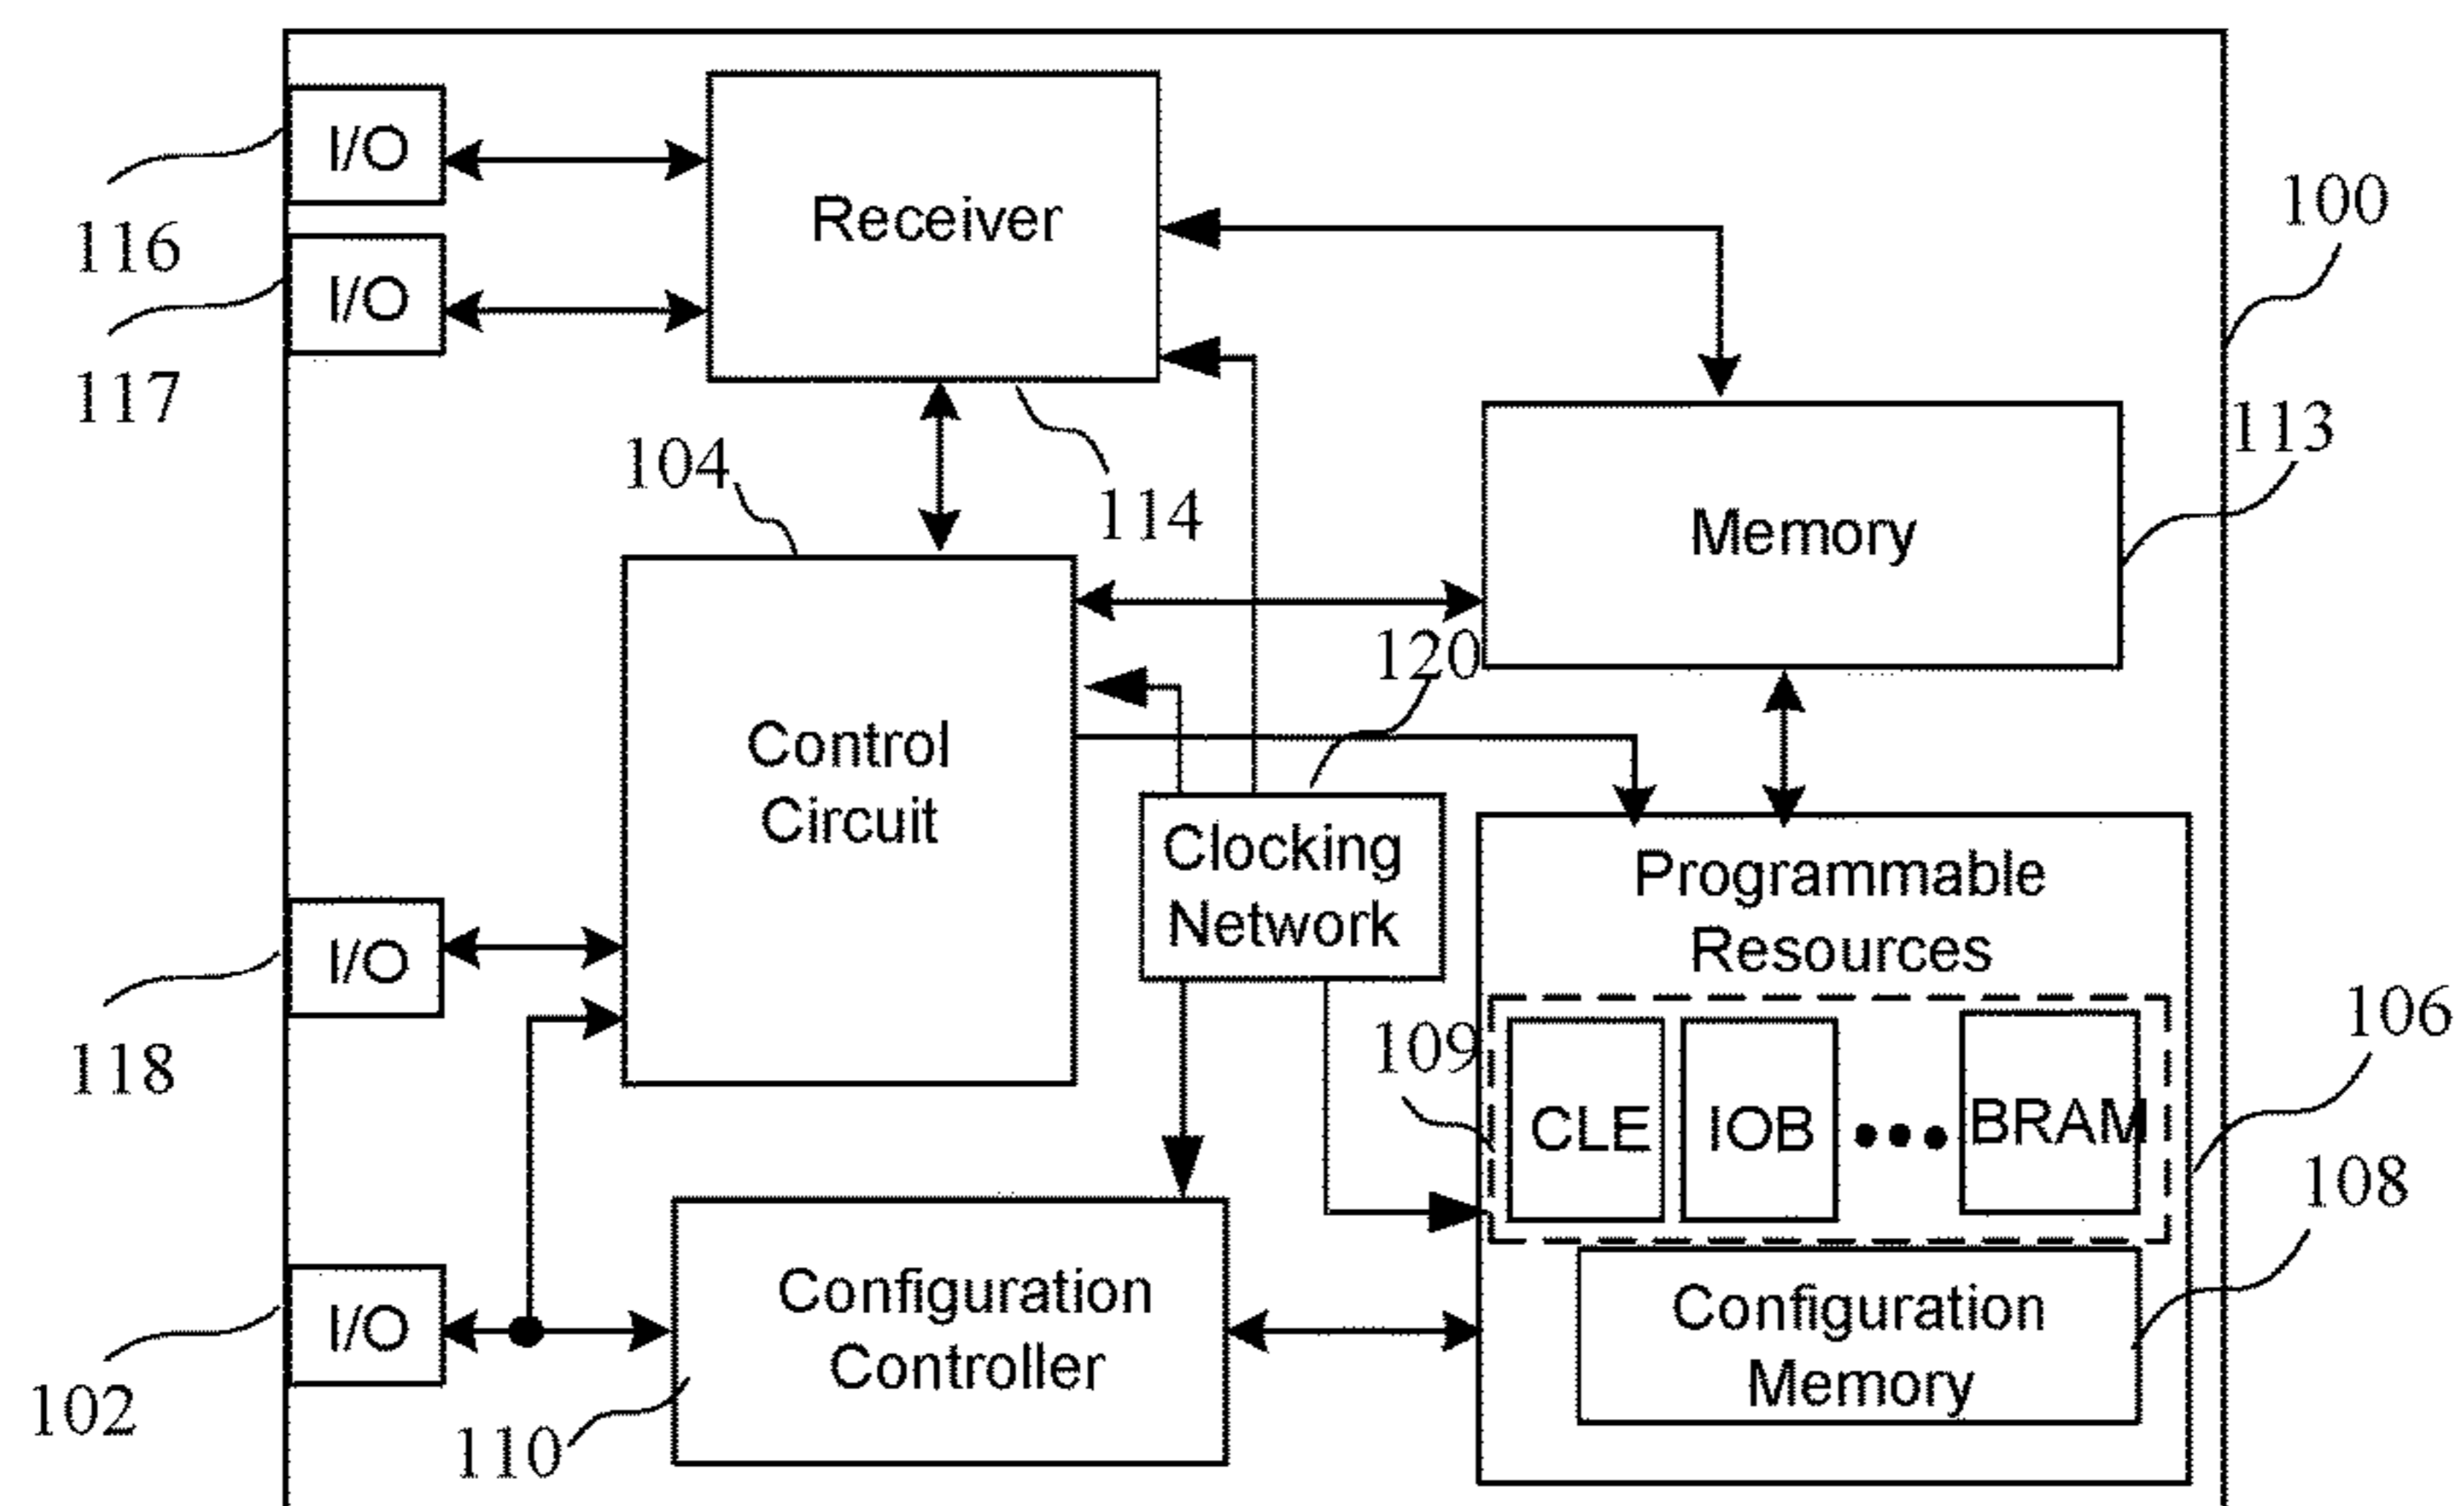 I/O
Receiver
100
116
I/O
117
113
104
114
Memory
120
Control
Circuit
Clocking
Network
Programmable
Resources
I/O
118
109
CLE
IOB
BRAM
106
108
Configuration
Controller
Configuration
Memory
I/O
102
110